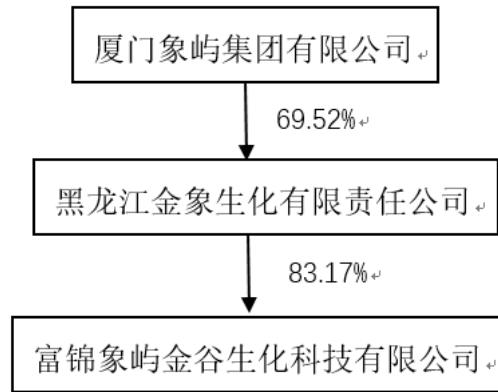 厦门象屿集团有限公司
69.52%
黑龙江金象生化有限责任公司
83.17%
富锦象屿金谷生化科技有限公司